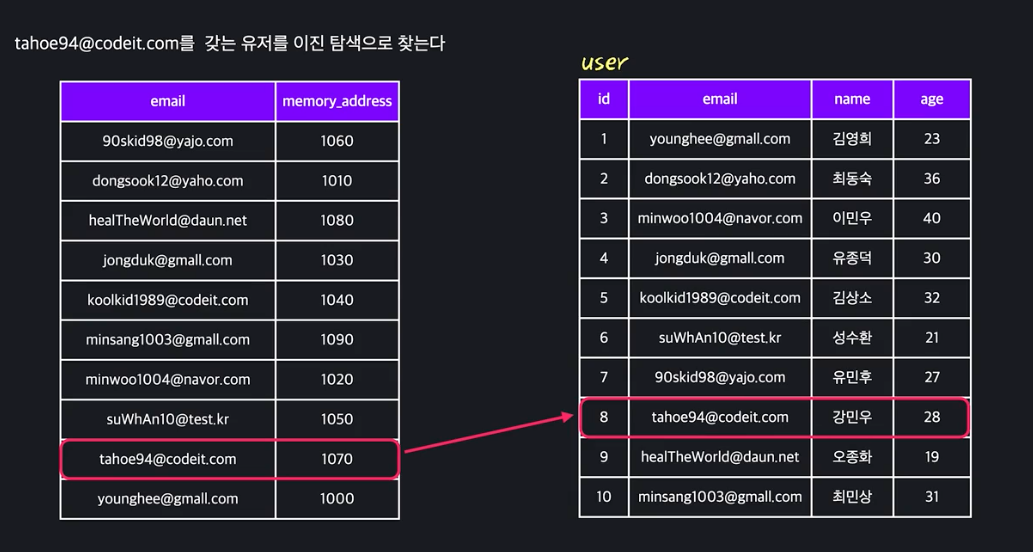 tahoe94@codeit.com를 갖는 유저를 이진 탐색으로 찾는다
email memory_address
90skid98@yajo.com 1060
dongsook12@yaho.com 1010
healTheWorld@daun.net 1080
jongduk@gmall.com 1030
koolkid1989@codeit.com 1040
minsang1003@gmall.com 1090
minwoo1004@navor.com 1020
suWhAn10@test.kr 1050
tahoe94@codeit.com 1070
younghee@gmall.com 1000
user
id email name age
1 younghee@gmall.com 김영희 23
2 dongsook12@yaho.com 최동숙 36
3 minwoo1004@navor.com 이민우 40
4 jongduk@gmall.com 유종덕 30
5 koolkid1989@codeit.com 김상소 32
6 suWhAn10@test.kr 성수환 21
7 90skid98@yajo.com 유민후 27
8 tahoe94@codeit.com 강민우 28
9 healTheWorld@daun.net 오종화 19
10 minsang1003@gmall.com 최민상 31